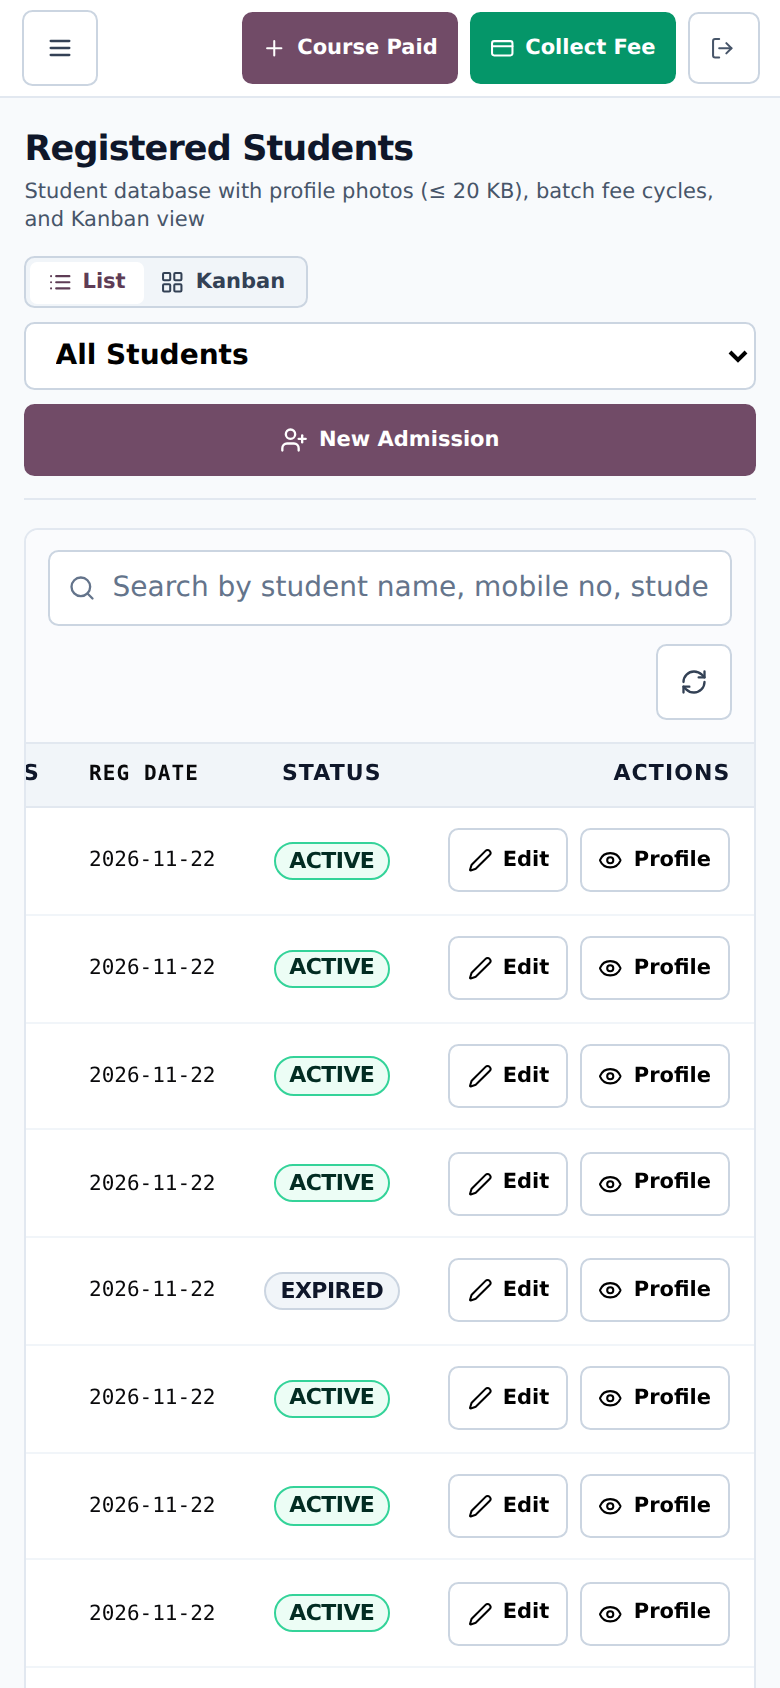 Course Paid
Collect Fee
Registered Students
Student database with profile photos (≤ 20 KB), batch fee cycles,
and Kanban view
List
Kanban
All Students
New Admission
Search by student name, mobile no, stude
S REG DATE STATUS ACTIONS
2026-11-22 ACTIVE Edit Profile
2026-11-22 ACTIVE Edit Profile
2026-11-22 ACTIVE Edit Profile
2026-11-22 ACTIVE Edit Profile
2026-11-22 EXPIRED Edit Profile
2026-11-22 ACTIVE Edit Profile
2026-11-22 ACTIVE Edit Profile
2026-11-22 ACTIVE Edit Profile